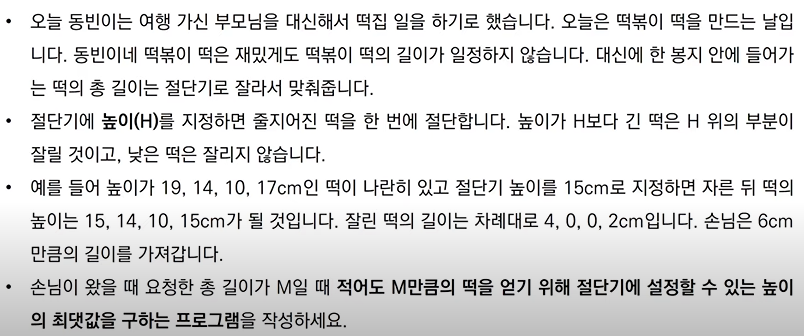 • 오늘 동빈이는 여행 가신 부모님을 대신해서 떡집 일을 하기로 했습니다. 오늘은 떡볶이 떡을 만드는 날입
니다. 동빈이네 떡볶이 떡은 재밌게도 떡볶이 떡의 길이가 일정하지 않습니다. 대신에 한 봉지 안에 들어가
는 떡의 총 길이는 절단기로 잘라서 맞춰줍니다.
• 절단기에 높이(H)를 지정하면 줄지어진 떡을 한 번에 절단합니다. 높이가 H보다 긴 떡은 H 위의 부분이
잘릴 것이고, 낮은 떡은 잘리지 않습니다.
• 예를 들어 높이가 19, 14, 10, 17cm인 떡이 나란히 있고 절단기 높이를 15cm로 지정하면 자른 뒤 떡의
높이는 15, 14, 10, 15cm가 될 것입니다. 잘린 떡의 길이는 차례대로 4, 0, 0, 2cm입니다. 손님은 6cm
만큼의 길이를 가져갑니다.
• 손님이 왔을 때 요청한 총 길이가 M일 때 적어도 M만큼의 떡을 얻기 위해 절단기에 설정할 수 있는 높이
의 최댓값을 구하는 프로그램을 작성하세요.